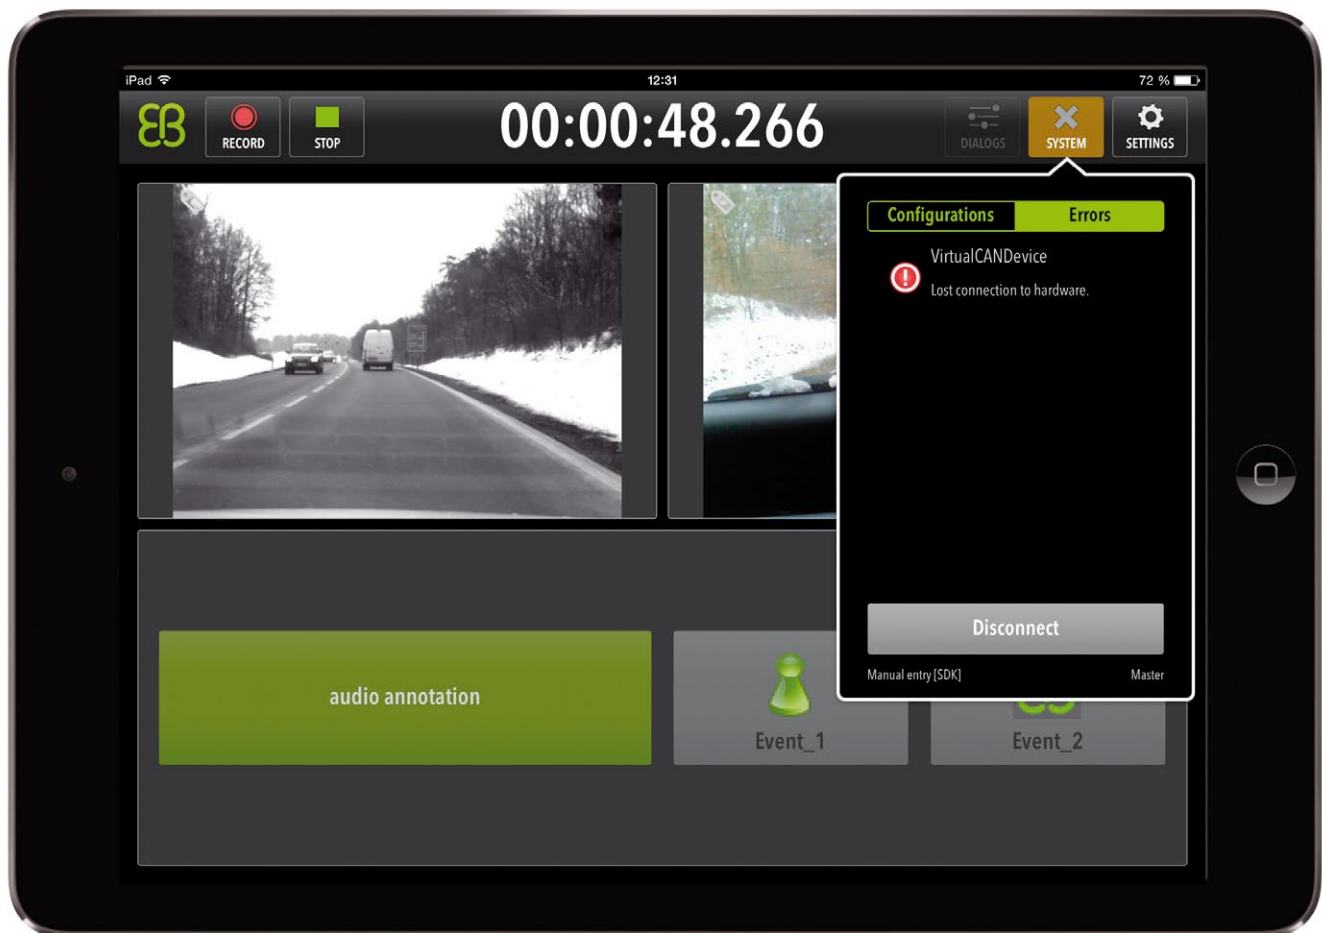 iPad
12:31
72 %
EB
RECORD
STOP
00:00:48.266
DIALOGS
SYSTEM
SETTINGS
Configurations
Errors
VirtualCANDevice
Lost connection to hardware.
Disconnect
Manual entry [SDK]
Master
audio annotation
Event_1
Event_2